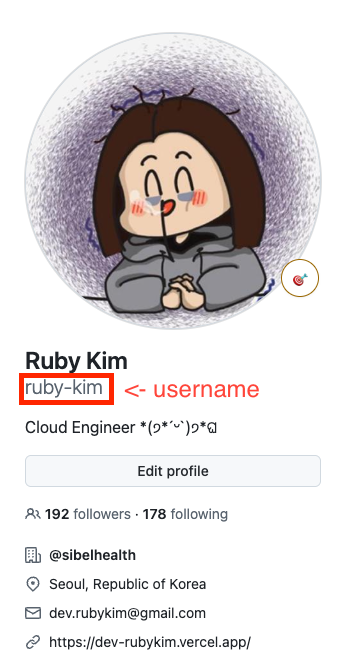 Ruby Kim
ruby-kim <- username
Cloud Engineer *(੭*ˊᵕˋ)੭*ଘ
Edit profile
192 followers · 178 following
@sibelhealth
Seoul, Republic of Korea
dev.rubykim@gmail.com
https://dev-rubykim.vercel.app/